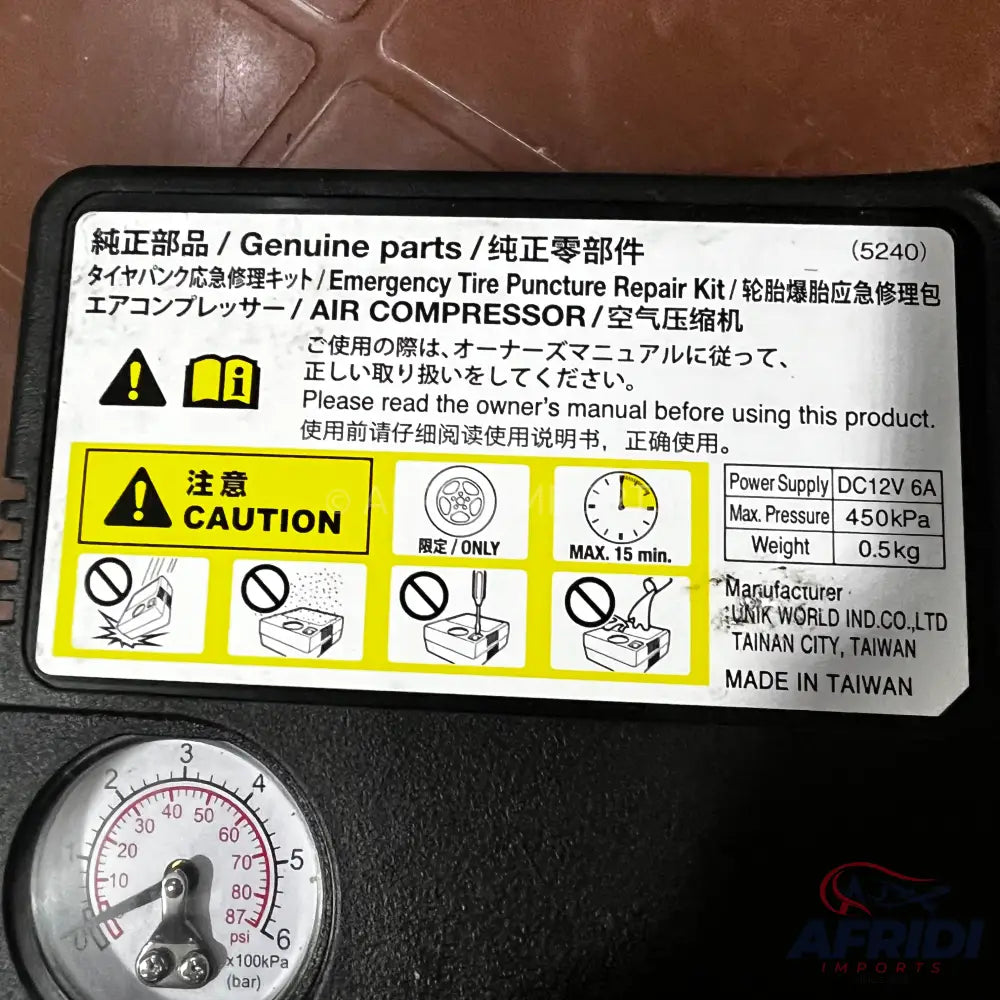 純正部品 / Genuine parts / 纯正零部件
(5240)
タイヤパンク応急修理キット / Emergency Tire Puncture Repair Kit / 轮胎爆胎应急修理包
エアコンプレッサー / AIR COMPRESSOR / 空气压缩机
ご使用の際は、オーナーズマニュアルに従って、
正しい取り扱いをしてください。
Please read the owner's manual before using this product.
使用前请仔细阅读使用说明书，正确使用。
注意
CAUTION
限定 / ONLY
MAX. 15 min.
Power Supply DC12V 6A
Max. Pressure 450kPa
Weight 0.5kg
Manufacturer
UNIK WORLD IND.CO.,LTD
TAINAN CITY, TAIWAN
MADE IN TAIWAN
0 1 2 3 4 5 6
10 20 30 40 50 60 70 80 87
psi
x100kPa
(bar)
AFRIDI
IMPORTS